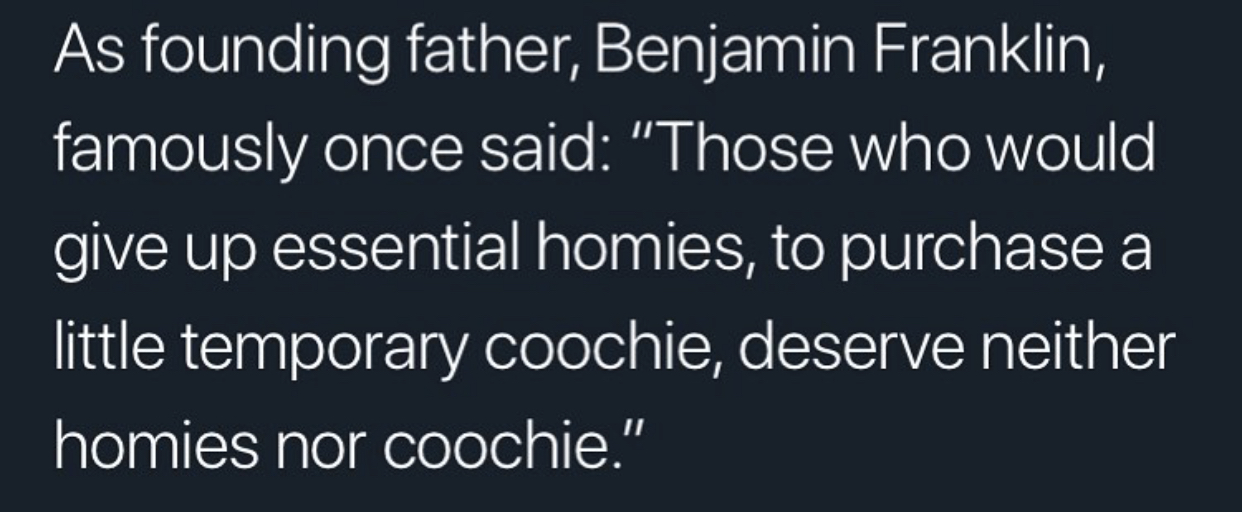 As founding father, Benjamin Franklin,
famously once said: “Those who would
give up essential homies, to purchase a
little temporary coochie, deserve neither
homies nor coochie.”